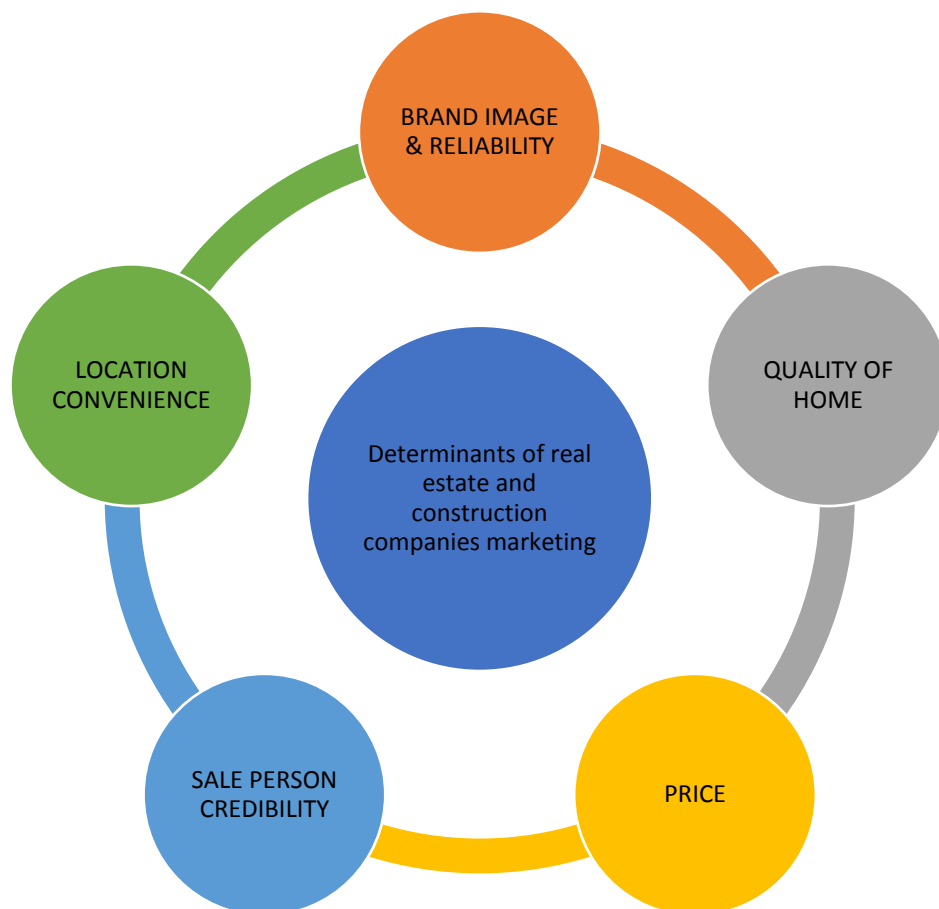 BRAND IMAGE
& RELIABILITY
LOCATION
CONVENIENCE
QUALITY OF
HOME
Determinants of real
estate and
construction
companies marketing
SALE PERSON
CREDIBILITY
PRICE